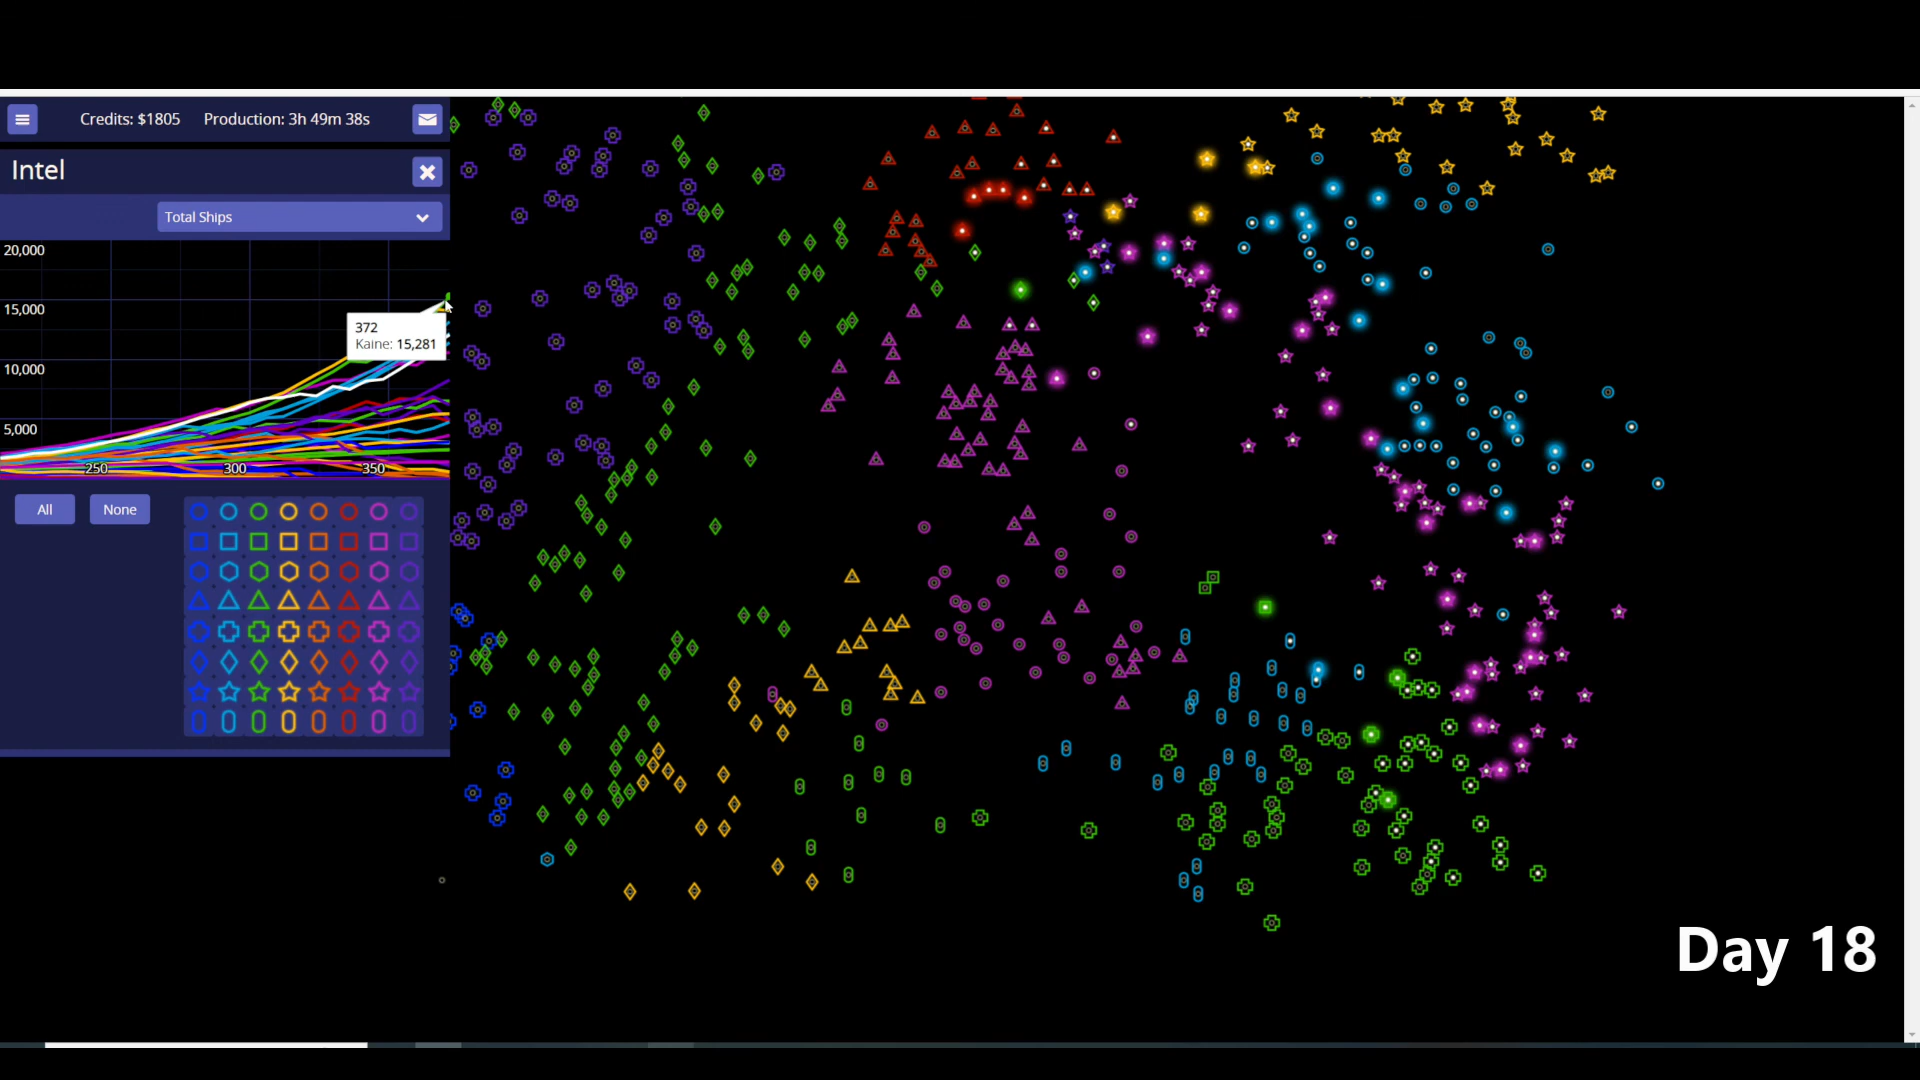 Credits: $1805 Production: 3h 49m 38s
Intel
Total Ships
20,000
15,000
372
Kaine: 15,281
10,000
5,000
250 300 350
All None
Day 18